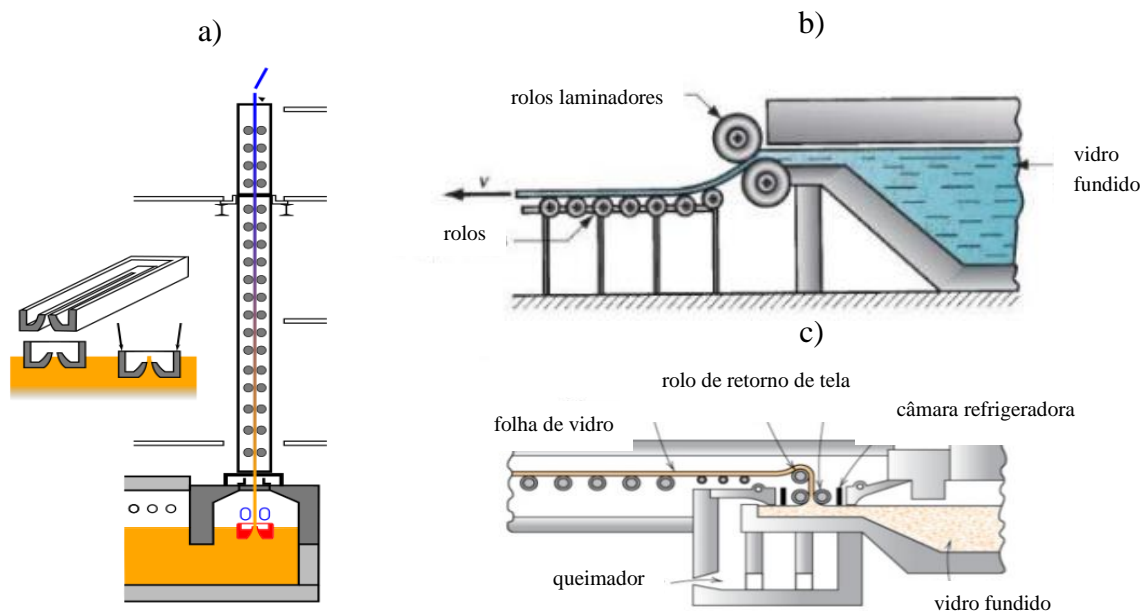 a)
b)
rolos laminadores
vidro
fundido
v
rolos
c)
rolo de retorno de tela
câmara refrigeradora
folha de vidro
queimador
vidro fundido